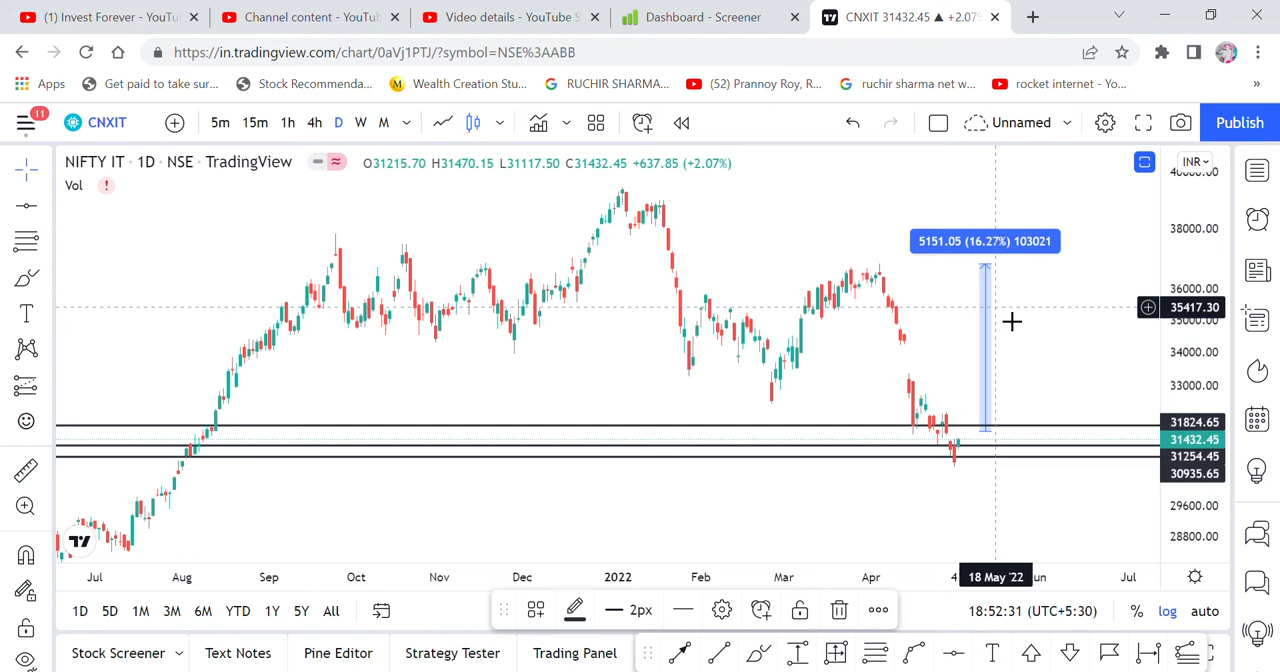 (1) Invest Forever - YouTu
Channel content - YouTub
Video details - YouTube S
Dashboard - Screener
CNXIT 31432.45 ▲ +2.07%
https://in.tradingview.com/chart/0aVj1PTJ/?symbol=NSE%3AABB
Apps
Get paid to take sur...
Stock Recommenda...
Wealth Creation Stu...
RUCHIR SHARMA...
(52) Prannoy Roy, R...
ruchir sharma net w...
rocket internet - Yo...
»
11
CNXIT
5m 15m 1h 4h D W M
Unnamed
Publish
NIFTY IT · 1D · NSE · TradingView
O31215.70 H31470.15 L31117.50 C31432.45 +637.85 (+2.07%)
INR
Vol
40000.00
38000.00
5151.05 (16.27%) 103021
36000.00
35417.30
35000.00
34000.00
33000.00
31824.65
31432.45
31254.45
30935.65
29600.00
28800.00
Jul Aug Sep Oct Nov Dec 2022 Feb Mar Apr 4 18 May '22 un Jul
1D 5D 1M 3M 6M YTD 1Y 5Y All
2px
18:52:31 (UTC+5:30)
% log auto
Stock Screener
Text Notes
Pine Editor
Strategy Tester
Trading Panel